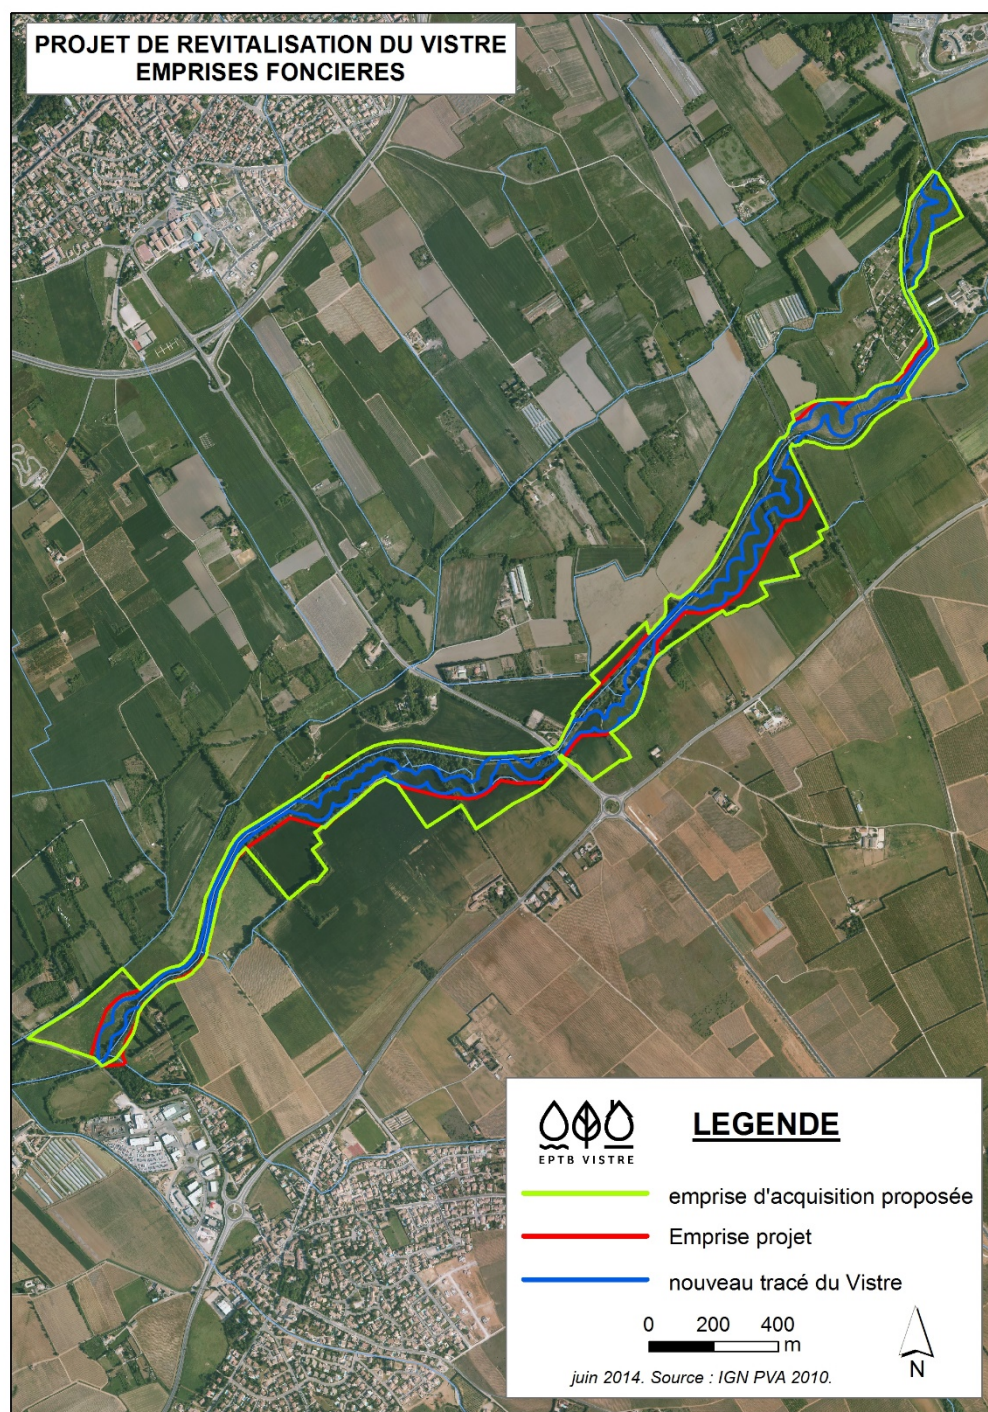 PROJET DE REVITALISATION DU VISTRE
EMPRISES FONCIERES
EPTB VISTRE
LEGENDE
emprise d'acquisition proposée
Emprise projet
nouveau tracé du Vistre
0 200 400
m
N
juin 2014. Source : IGN PVA 2010.